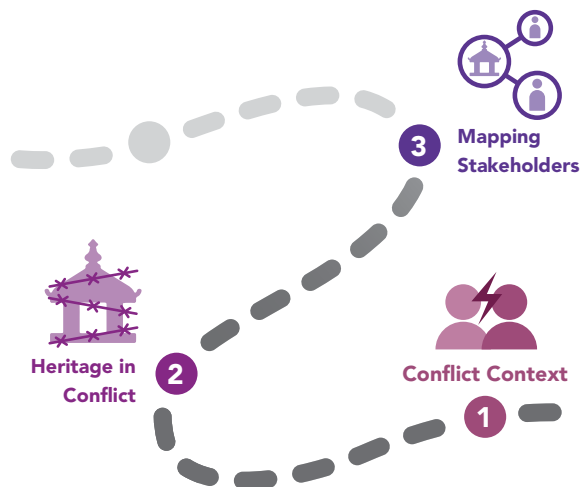 3
Mapping
Stakeholders
Heritage in
Conflict
2
Conflict Context
1